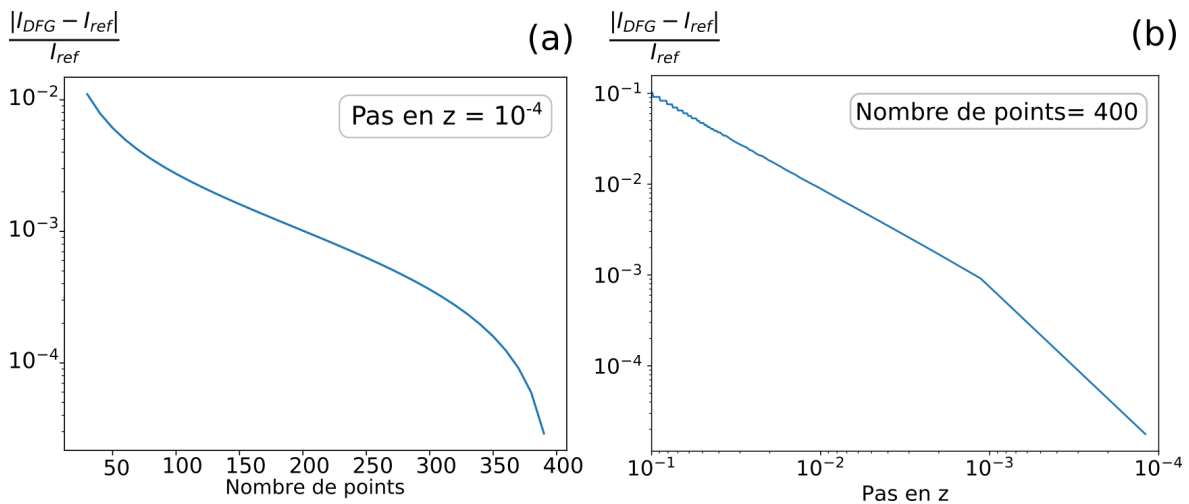 |I_DFG − I_ref|
I_ref
(a)
Pas en z = 10^-4
10^−2
10^−3
10^−4
50 100 150 200 250 300 350 400
Nombre de points
|I_DFG − I_ref|
I_ref
(b)
Nombre de points= 400
10^−1
10^−2
10^−3
10^−4
10^−1 10^−2 10^−3 10^−4
Pas en z